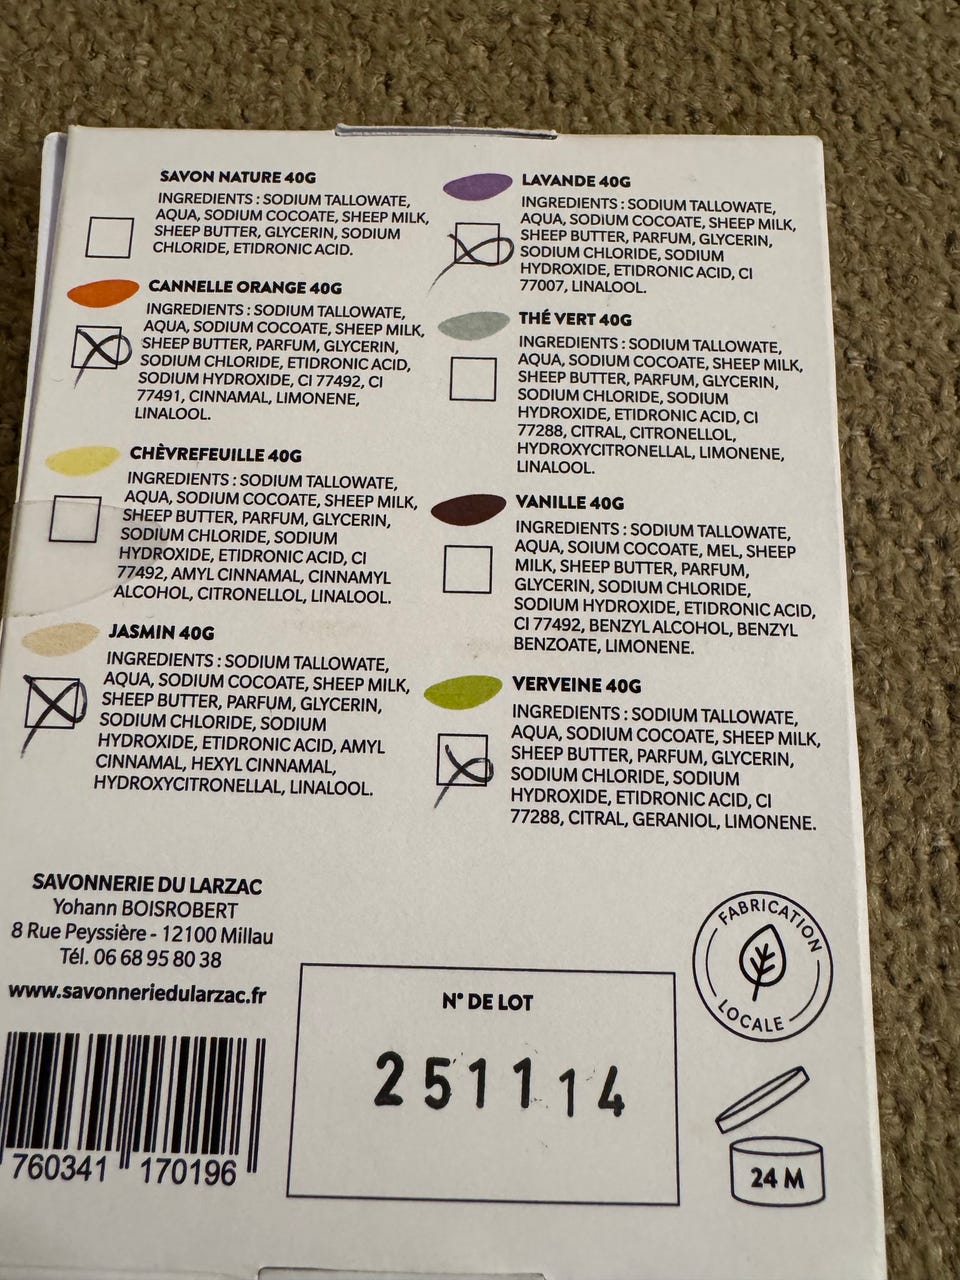 SAVON NATURE 40G
INGREDIENTS : SODIUM TALLOWATE,
AQUA, SODIUM COCOATE, SHEEP MILK,
SHEEP BUTTER, GLYCERIN, SODIUM
CHLORIDE, ETIDRONIC ACID.
CANNELLE ORANGE 40G
INGREDIENTS : SODIUM TALLOWATE,
AQUA, SODIUM COCOATE, SHEEP MILK,
SHEEP BUTTER, PARFUM, GLYCERIN,
SODIUM CHLORIDE, ETIDRONIC ACID,
SODIUM HYDROXIDE, CI 77492, CI
77491, CINNAMAL, LIMONENE,
LINALOOL.
CHÈVREFEUILLE 40G
INGREDIENTS : SODIUM TALLOWATE,
AQUA, SODIUM COCOATE, SHEEP MILK,
SHEEP BUTTER, PARFUM, GLYCERIN,
SODIUM CHLORIDE, SODIUM
HYDROXIDE, ETIDRONIC ACID, CI
77492, AMYL CINNAMAL, CINNAMYL
ALCOHOL, CITRONELLOL, LINALOOL.
JASMIN 40G
INGREDIENTS : SODIUM TALLOWATE,
AQUA, SODIUM COCOATE, SHEEP MILK,
SHEEP BUTTER, PARFUM, GLYCERIN,
SODIUM CHLORIDE, SODIUM
HYDROXIDE, ETIDRONIC ACID, AMYL
CINNAMAL, HEXYL CINNAMAL,
HYDROXYCITRONELLAL, LINALOOL.
LAVANDE 40G
INGREDIENTS : SODIUM TALLOWATE,
AQUA, SODIUM COCOATE, SHEEP MILK,
SHEEP BUTTER, PARFUM, GLYCERIN,
SODIUM CHLORIDE, SODIUM
HYDROXIDE, ETIDRONIC ACID, CI
77007, LINALOOL.
THÉ VERT 40G
INGREDIENTS : SODIUM TALLOWATE,
AQUA, SODIUM COCOATE, SHEEP MILK,
SHEEP BUTTER, PARFUM, GLYCERIN,
SODIUM CHLORIDE, SODIUM
HYDROXIDE, ETIDRONIC ACID, CI
77288, CITRAL, CITRONELLOL,
HYDROXYCITRONELLAL, LIMONENE,
LINALOOL.
VANILLE 40G
INGREDIENTS : SODIUM TALLOWATE,
AQUA, SOIUM COCOATE, MEL, SHEEP
MILK, SHEEP BUTTER, PARFUM,
GLYCERIN, SODIUM CHLORIDE,
SODIUM HYDROXIDE, ETIDRONIC ACID,
CI 77492, BENZYL ALCOHOL, BENZYL
BENZOATE, LIMONENE.
VERVEINE 40G
INGREDIENTS : SODIUM TALLOWATE,
AQUA, SODIUM COCOATE, SHEEP MILK,
SHEEP BUTTER, PARFUM, GLYCERIN,
SODIUM CHLORIDE, SODIUM
HYDROXIDE, ETIDRONIC ACID, CI
77288, CITRAL, GERANIOL, LIMONENE.
SAVONNERIE DU LARZAC
Yohann BOISROBERT
8 Rue Peyssière - 12100 Millau
Tél. 06 68 95 80 38
www.savonneriedularzac.fr
760341 170196
N° DE LOT
251114
FABRICATION
LOCALE
24 M